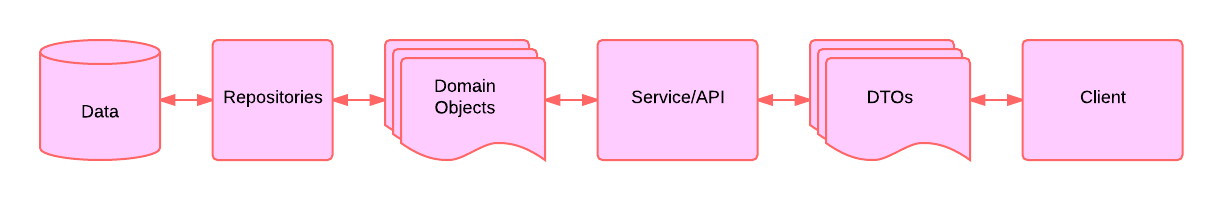 Data
Repositories
Domain
Objects
Service/API
DTOs
Client